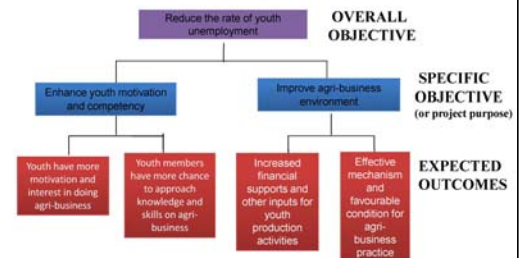 Reduce the rate of youth
unemployment
OVERALL
OBJECTIVE
Enhance youth motivation
and competency
Improve agri-business
environment
SPECIFIC
OBJECTIVE
(or project purpose)
Youth have more
motivation and
interest in doing
agri-business
Youth members
have more chance
to approach
knowledge and
skills on agri-
business
Increased
financial
supports and
other inputs for
youth
production
activities
Effective
mechanism
and
favourable
condition for
agri-
business
practice
EXPECTED
OUTCOMES